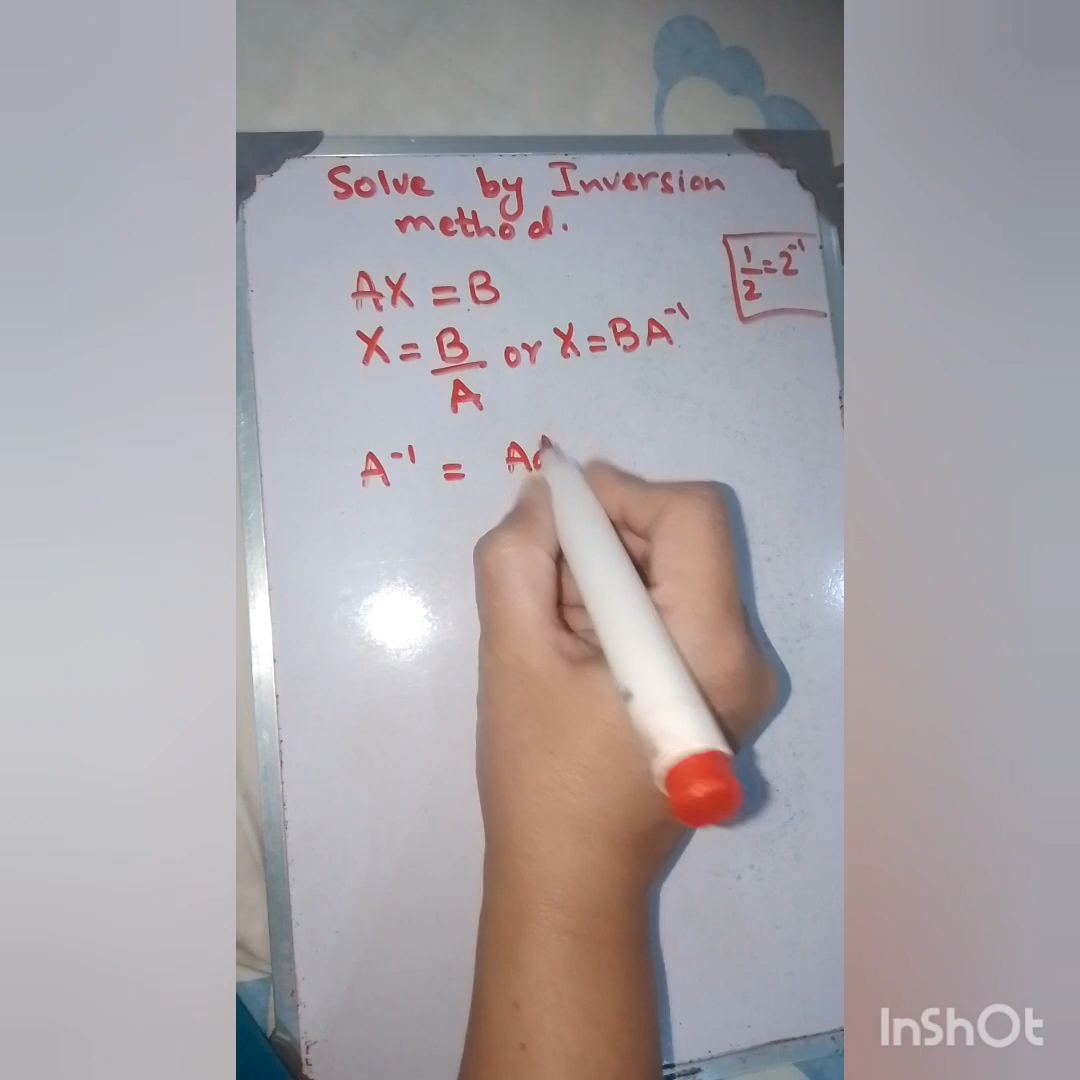 Solve by Inversion
method.
1/2 = 2⁻¹
AX = B
X = B/A or X = BA⁻¹
A⁻¹ =
InShOt